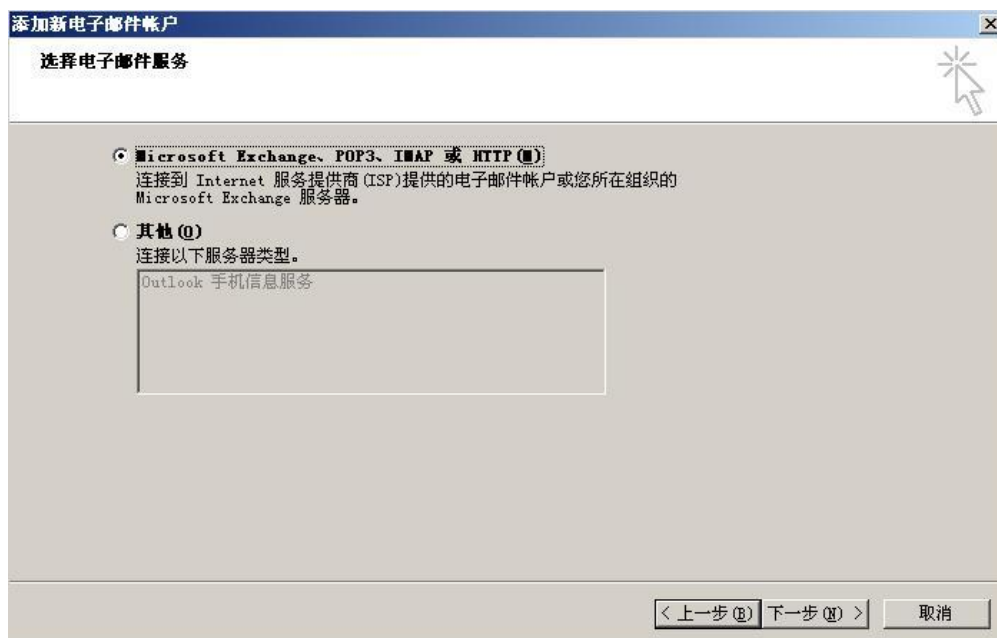 添加新电子邮件帐户
选择电子邮件服务
Microsoft Exchange、POP3、IMAP 或 HTTP(M)
连接到 Internet 服务提供商(ISP)提供的电子邮件帐户或您所在组织的
Microsoft Exchange 服务器。
其他(O)
连接以下服务器类型。
Outlook 手机信息服务
< 上一步(B) 下一步(N) > 取消